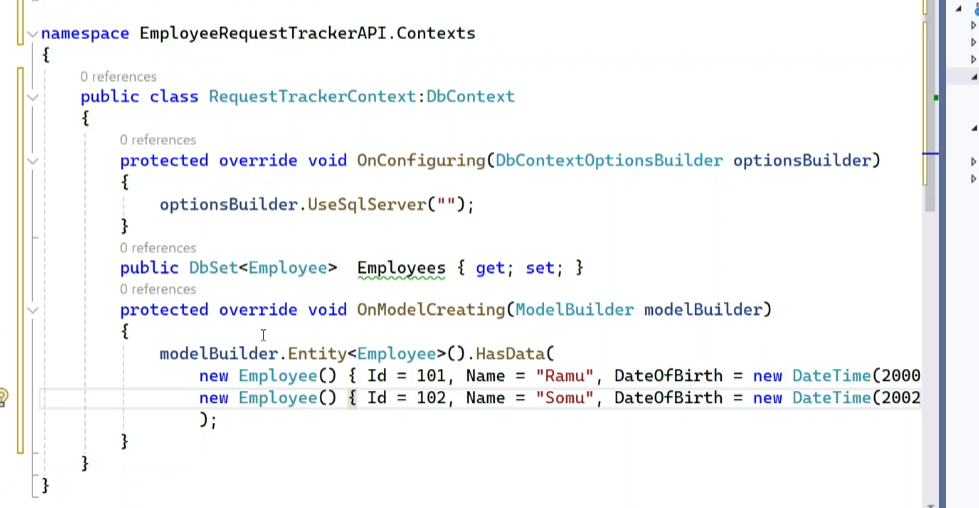 namespace EmployeeRequestTrackerAPI.Contexts
{
0 references
public class RequestTrackerContext:DbContext
{
0 references
protected override void OnConfiguring(DbContextOptionsBuilder optionsBuilder)
{
optionsBuilder.UseSqlServer("");
}
0 references
public DbSet<Employee> Employees { get; set; }
0 references
protected override void OnModelCreating(ModelBuilder modelBuilder)
{
modelBuilder.Entity<Employee>().HasData(
new Employee() { Id = 101, Name = "Ramu", DateOfBirth = new DateTime(2000
new Employee() { Id = 102, Name = "Somu", DateOfBirth = new DateTime(2002
);
}
}
}